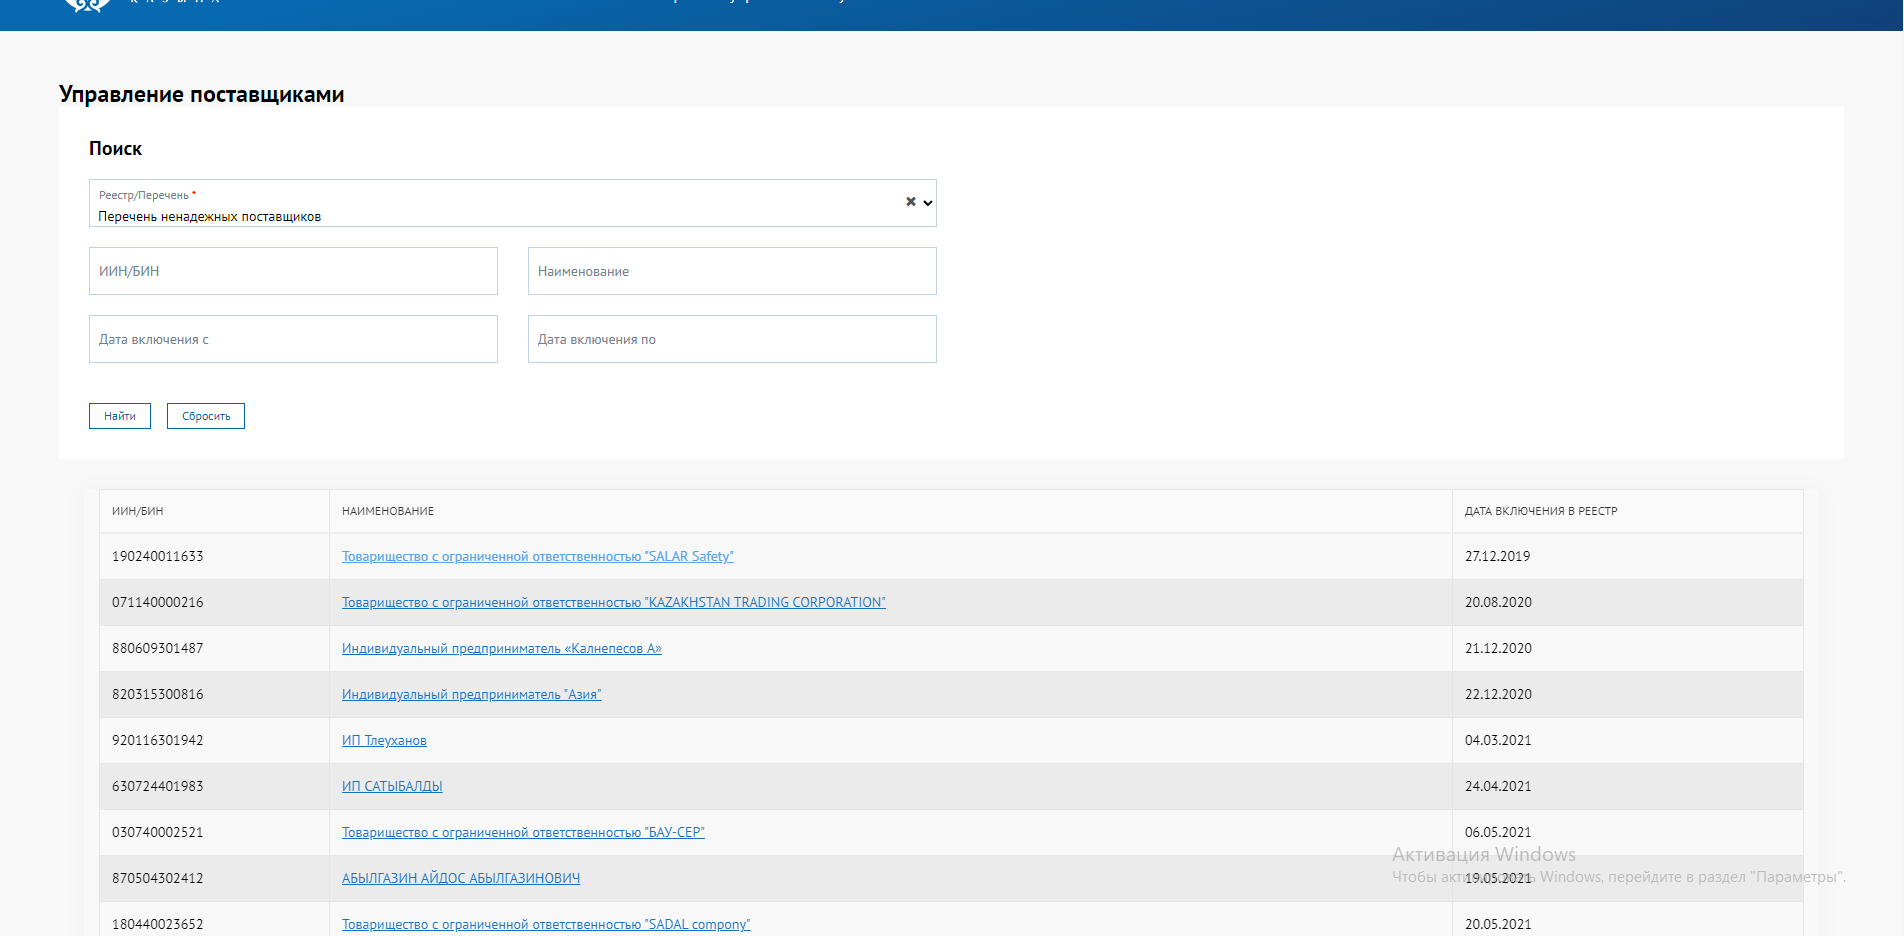 Управление поставщиками
Поиск
Реестр/Перечень *
Перечень ненадежных поставщиков
ИИН/БИН Наименование
Дата включения с Дата включения по
Найти Сбросить
ИИН/БИН НАИМЕНОВАНИЕ ДАТА ВКЛЮЧЕНИЯ В РЕЕСТР
190240011633 Товарищество с ограниченной ответственностью "SALAR Safety" 27.12.2019
071140000216 Товарищество с ограниченной ответственностью "KAZAKHSTAN TRADING CORPORATION" 20.08.2020
880609301487 Индивидуальный предприниматель «Калнепесов А» 21.12.2020
820315300816 Индивидуальный предприниматель "Азия" 22.12.2020
920116301942 ИП Тлеуханов 04.03.2021
630724401983 ИП САТЫБАЛДЫ 24.04.2021
030740002521 Товарищество с ограниченной ответственностью "БАУ-СЕР" 06.05.2021
Активация Windows
870504302412 АБЫЛГАЗИН АЙДОС АБЫЛГАЗИНОВИЧ 19.05.2021
Чтобы активировать Windows, перейдите в раздел "Параметры".
180440023652 Товарищество с ограниченной ответственностью "SADAL compony" 20.05.2021